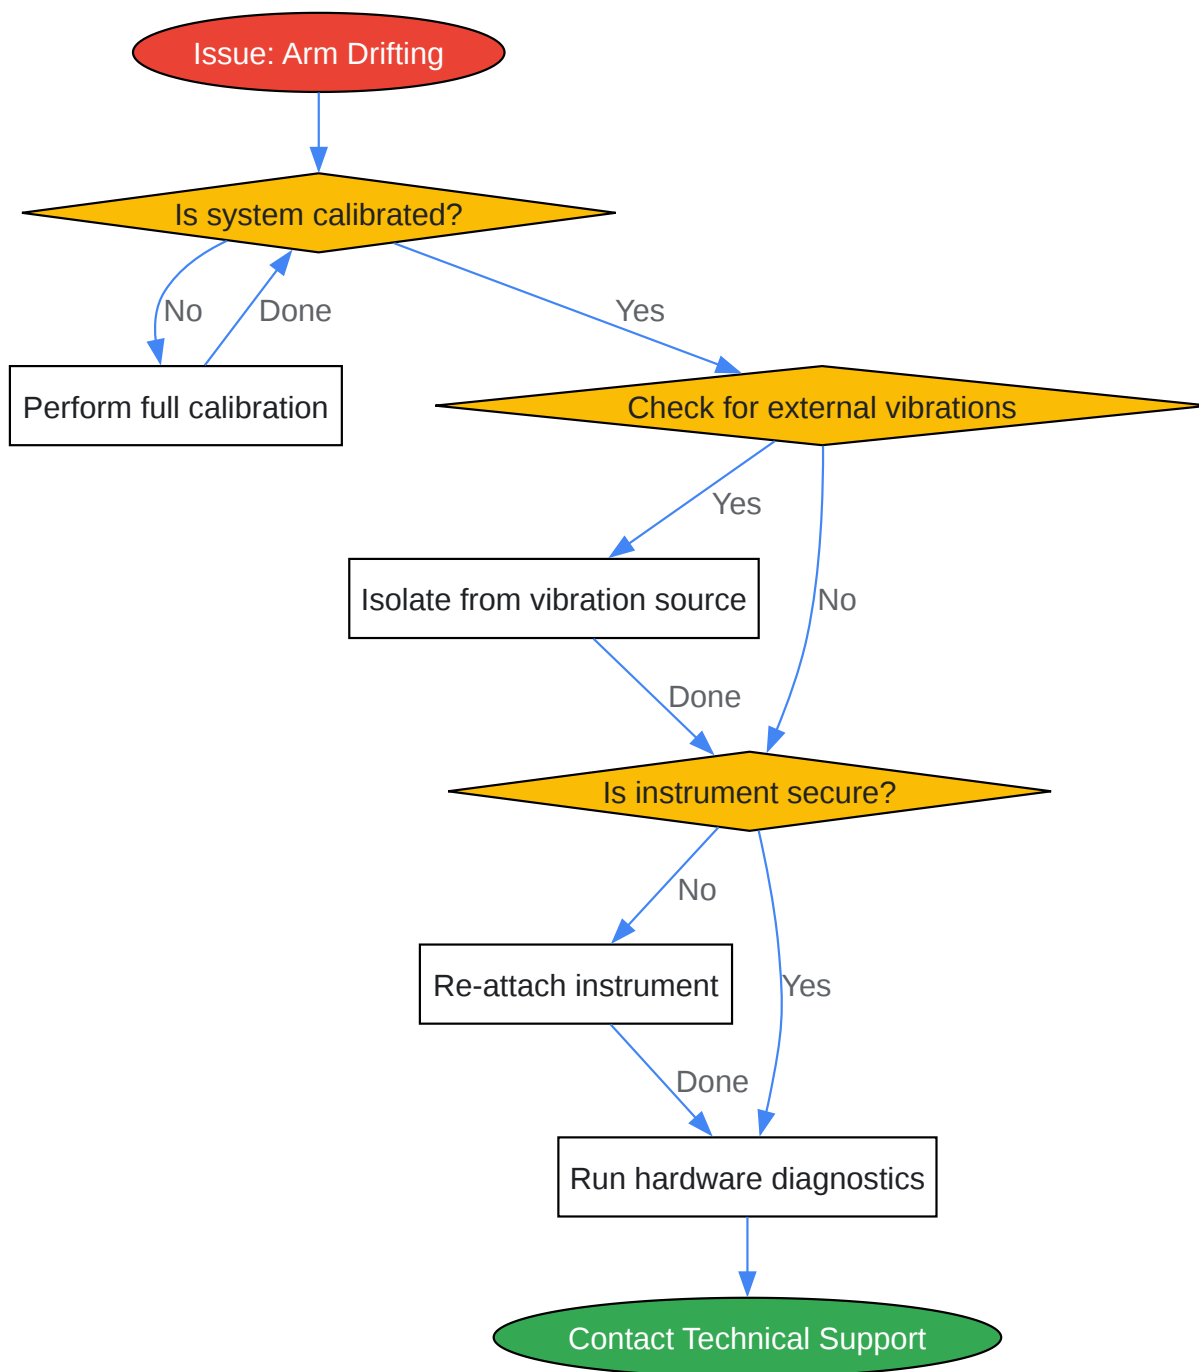 Issue: Arm Drifting
Is system calibrated?
No
Done
Yes
Perform full calibration
Check for external vibrations
Yes
Isolate from vibration source
No
Done
Is instrument secure?
No
Re-attach instrument
Yes
Done
Run hardware diagnostics
Contact Technical Support